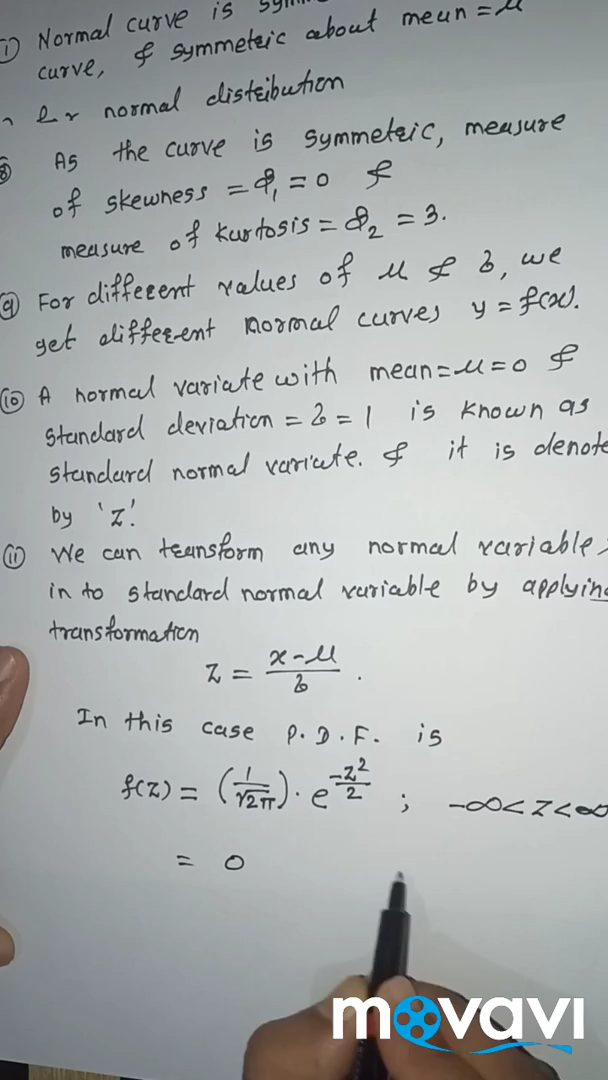 ① Normal curve is
curve, & symmetric about mean = μ
normal distribution
As the curve is symmetric, measure
of skewness = β₁ = 0 &
measure of kurtosis = β₂ = 3.
⑨ For different values of μ & σ, we
get different normal curves y = f(x).
⑩ A normal variate with mean = μ = 0 &
standard deviation = σ = 1 is known as
standard normal variate. & it is denote
by 'z'.
⑪ We can transform any normal variable
in to standard normal variable by applying
transformation
z = (x - μ)/σ .
In this case P.D.F. is
f(z) = (1/√2π) · e^(-z²/2) ; -∞ < z < ∞
= 0
movavi